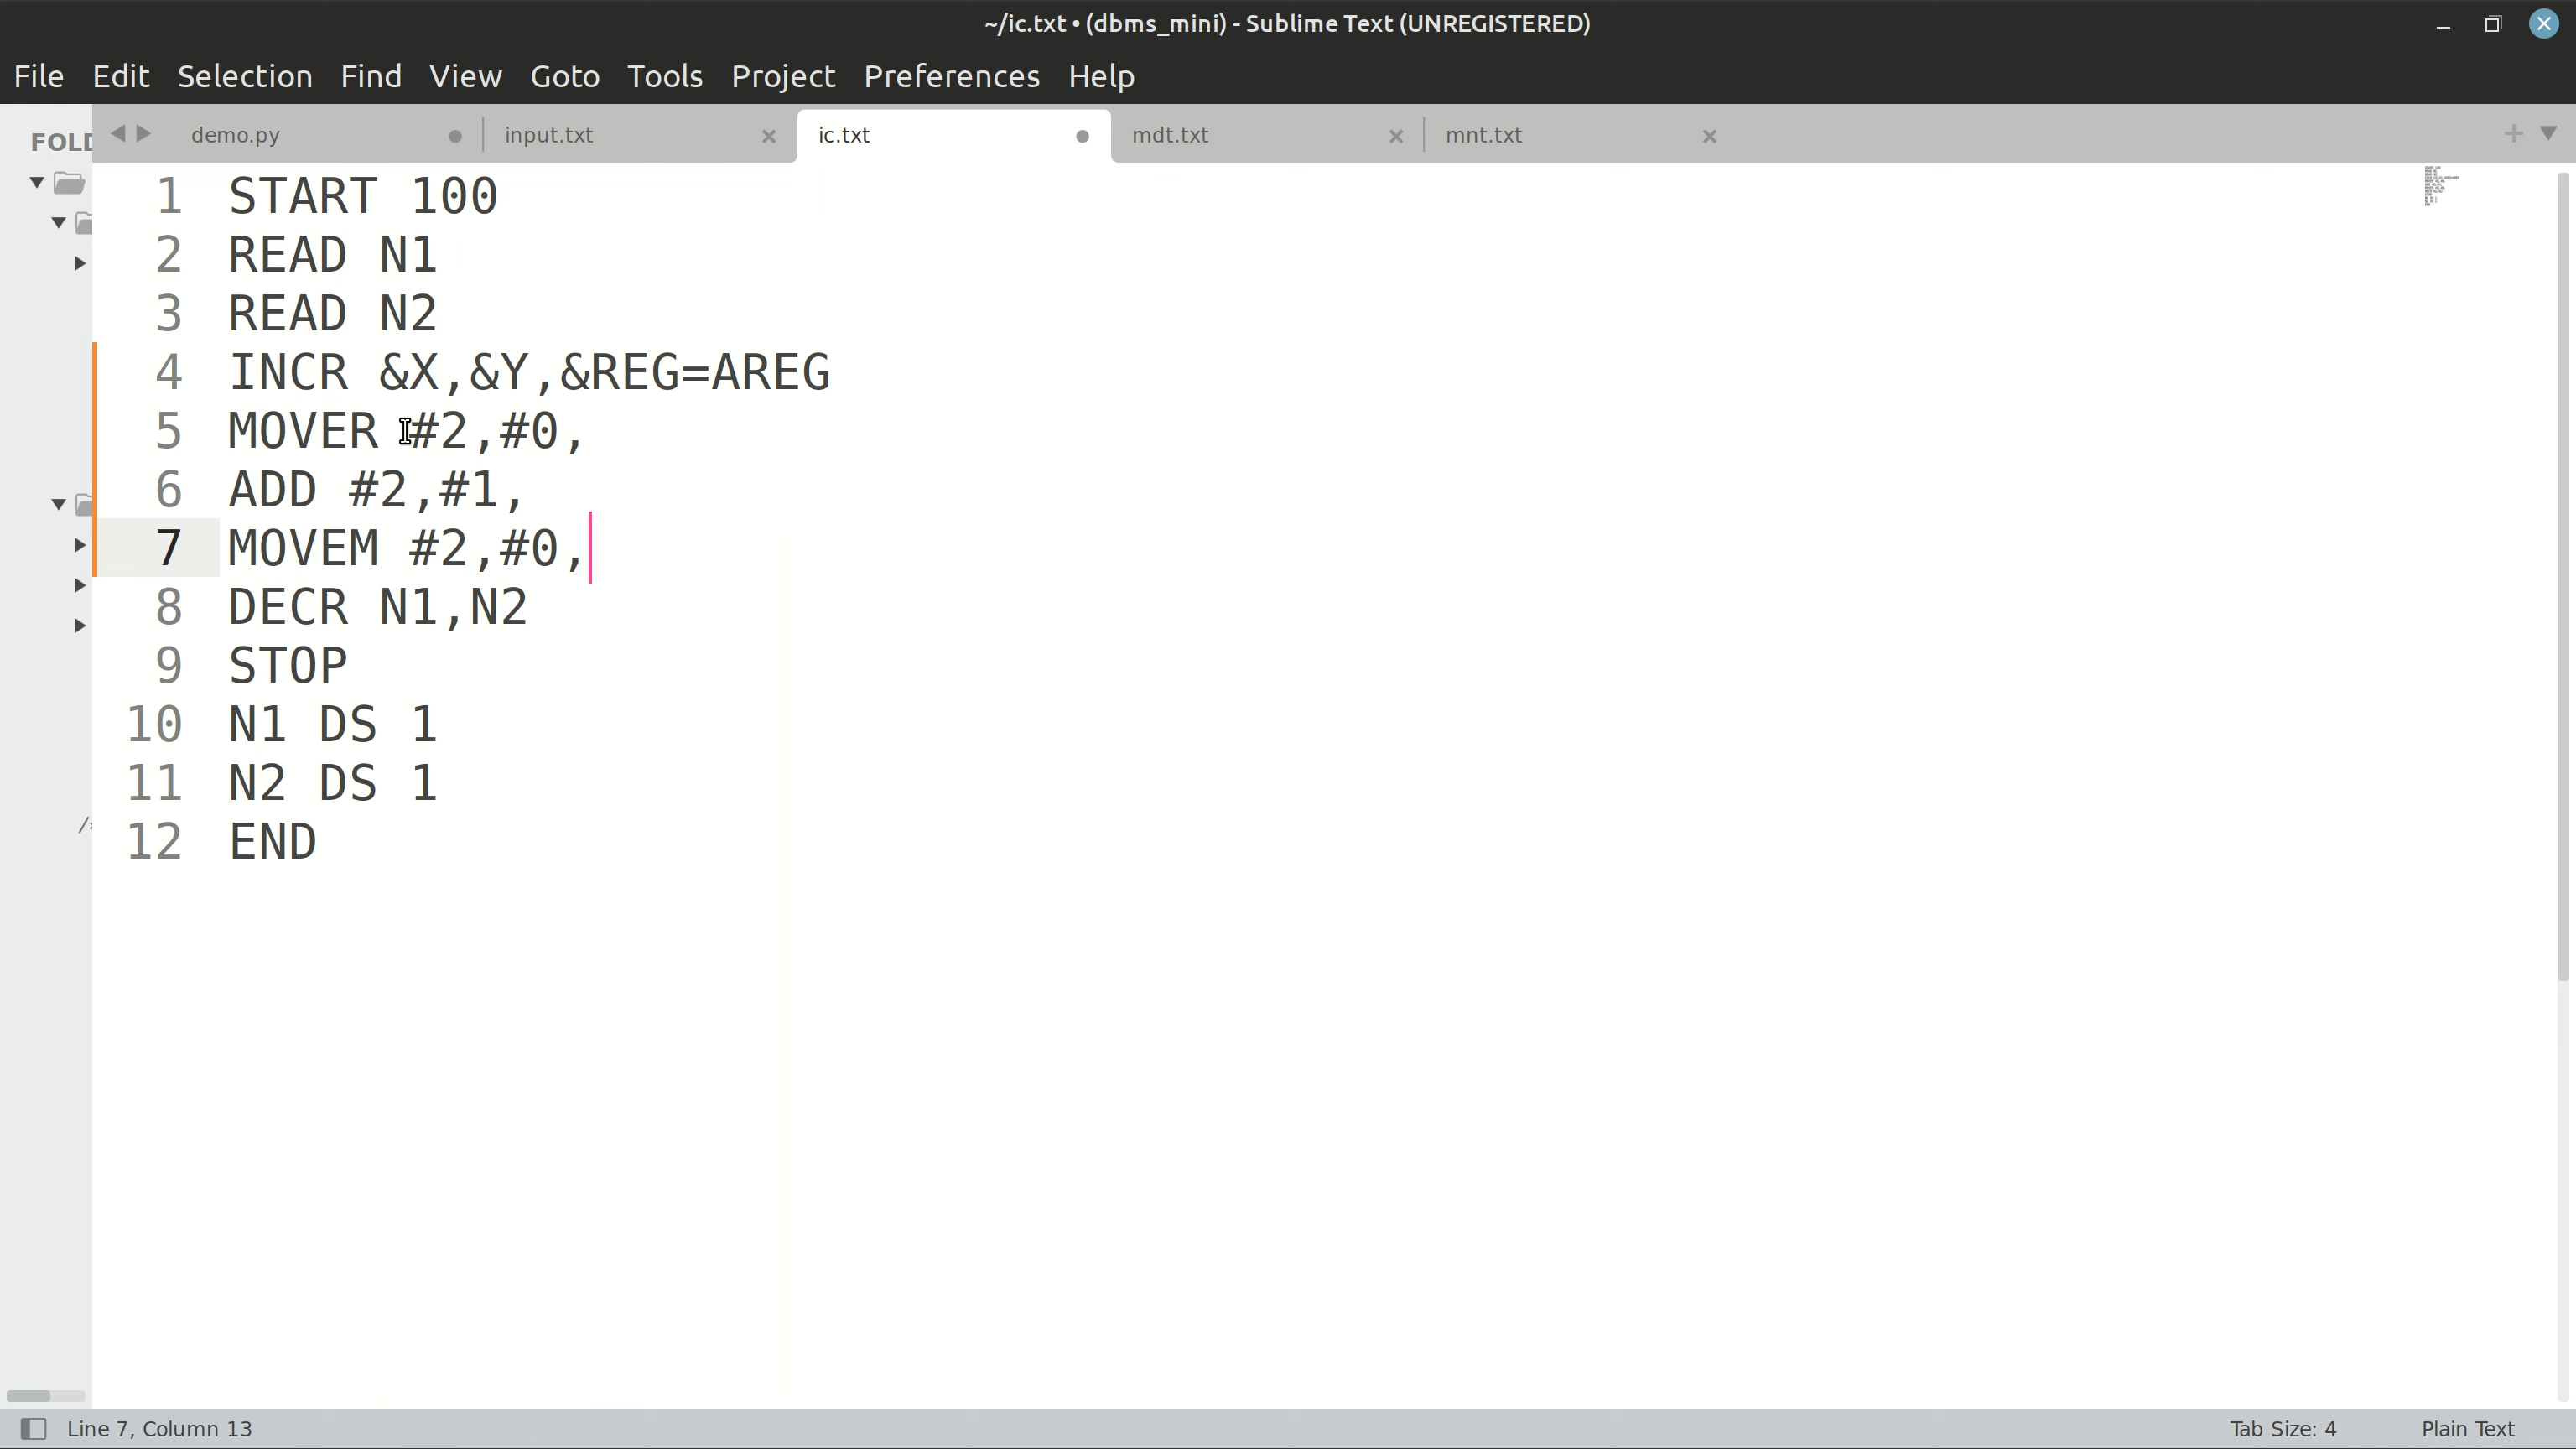 ~/ic.txt • (dbms_mini) - Sublime Text (UNREGISTERED)
File Edit Selection Find View Goto Tools Project Preferences Help
FOLD
demo.py input.txt ic.txt mdt.txt mnt.txt
1 START 100
2 READ N1
3 READ N2
4 INCR &X,&Y,&REG=AREG
5 MOVER #2,#0,
6 ADD #2,#1,
7 MOVEM #2,#0,
8 DECR N1,N2
9 STOP
10 N1 DS 1
11 N2 DS 1
12 END
Line 7, Column 13 Tab Size: 4 Plain Text